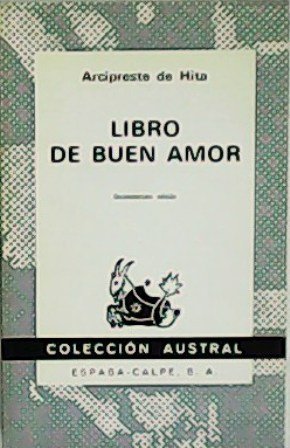 Arcipreste de Hita
LIBRO
DE BUEN AMOR
COLECCIÓN AUSTRAL
ESPASA-CALPE, S. A.